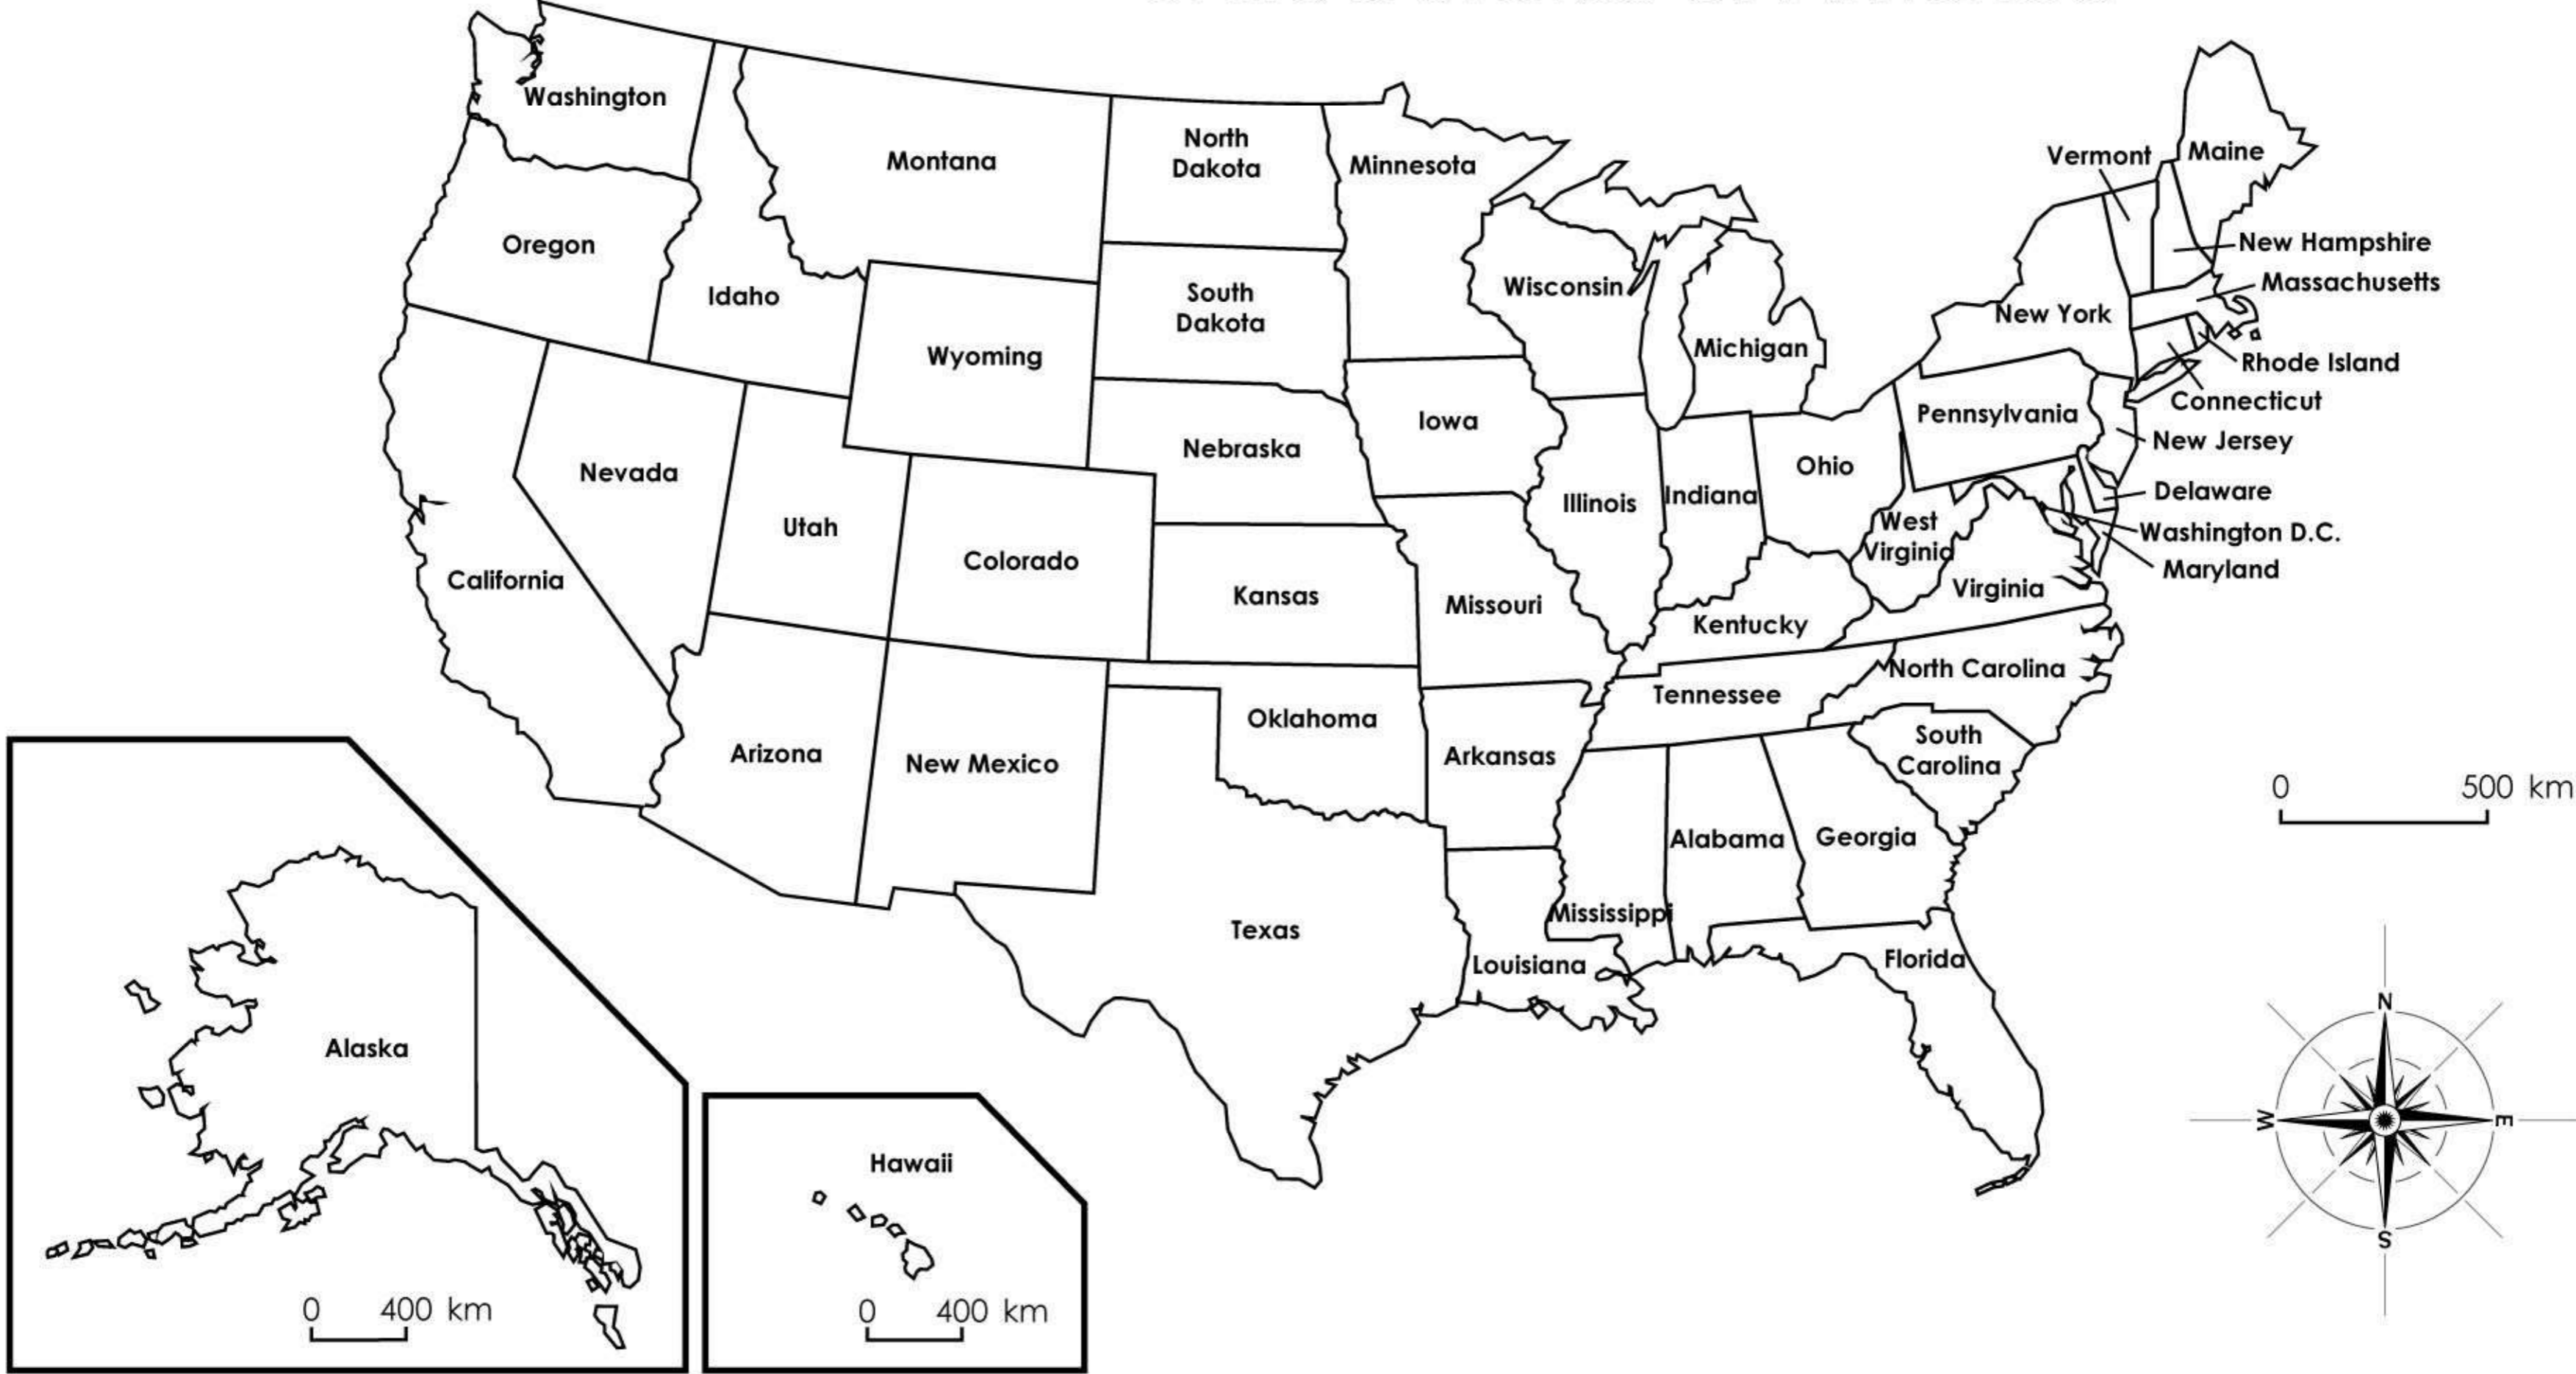 Washington
Montana
North
Dakota
Minnesota
Vermont
Maine
Oregon
Idaho
South
Dakota
Wisconsin
New Hampshire
Massachusetts
New York
Wyoming
Michigan
Rhode Island
Connecticut
Iowa
Pennsylvania
New Jersey
Nebraska
Nevada
Ohio
Illinois
Indiana
Delaware
Utah
West
Virginia
Washington D.C.
Colorado
Maryland
California
Kansas
Missouri
Virginia
Kentucky
North Carolina
Tennessee
Oklahoma
Arizona
New Mexico
Arkansas
South
Carolina
0 500 km
Alabama
Georgia
Mississippi
Texas
Louisiana
Florida
N
W
E
S
Alaska
0 400 km
Hawaii
0 400 km